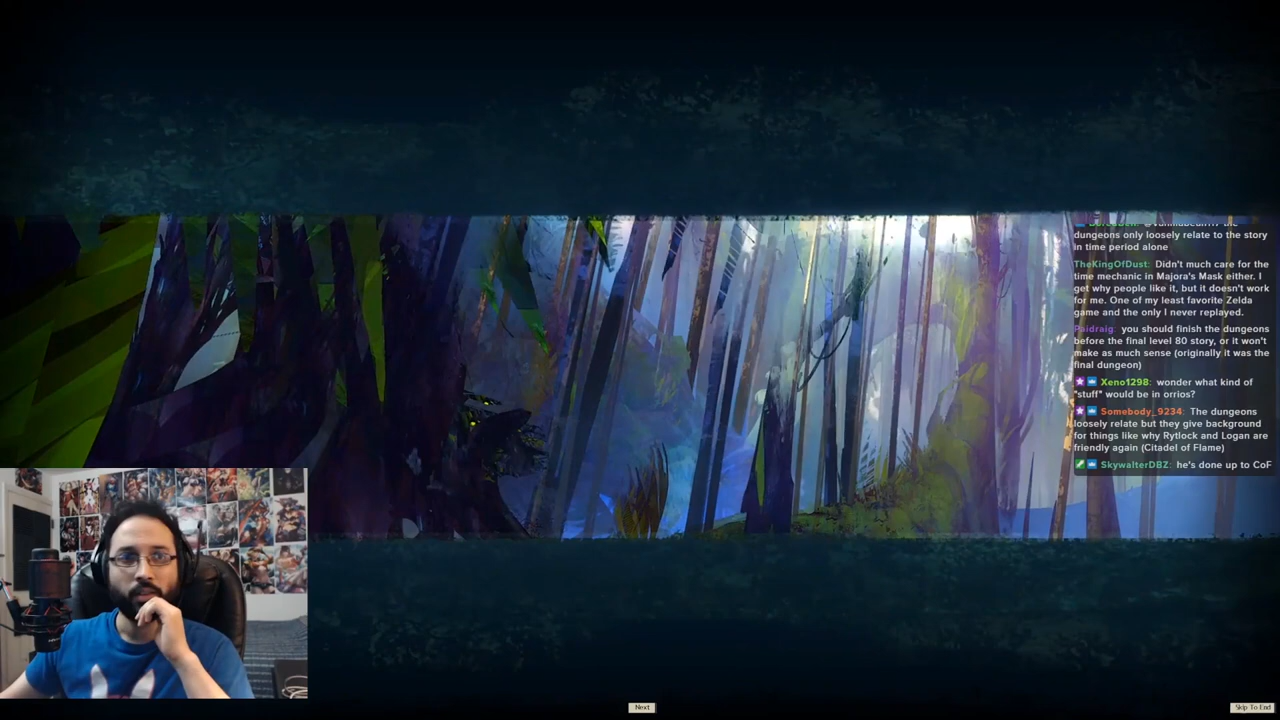 dungeons only loosely relate to the story
in time period alone
TheKingOfDust: Didn't much care for the
time mechanic in Majora's Mask either. I
get why people like it, but it doesn't work
for me. One of my least favorite Zelda
game and the only I never replayed.
Paidraig: you should finish the dungeons
before the final level 80 story, or it won't
make as much sense (originally it was the
final dungeon)
Xeno1298: wonder what kind of
"stuff" would be in orrios?
Somebody_9234: The dungeons
loosely relate but they give background
for things like why Rytlock and Logan are
friendly again (Citadel of Flame)
SkywalterDBZ: he's done up to CoF
Next
Skip To End